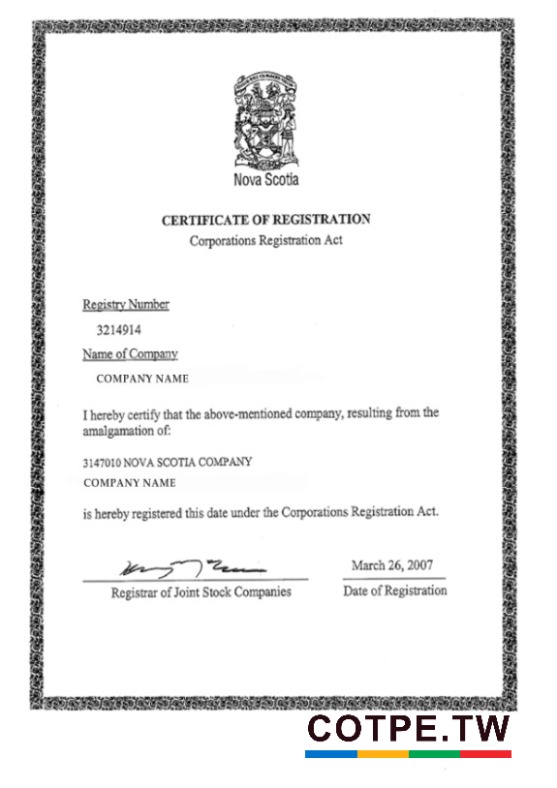 Nova Scotia
CERTIFICATE OF REGISTRATION
Corporations Registration Act
Registry Number
3214914
Name of Company
COMPANY NAME
I hereby certify that the above-mentioned company, resulting from the
amalgamation of:
3147010 NOVA SCOTIA COMPANY
COMPANY NAME
is hereby registered this date under the Corporations Registration Act.
March 26, 2007
Registrar of Joint Stock Companies
Date of Registration
COTPE.TW